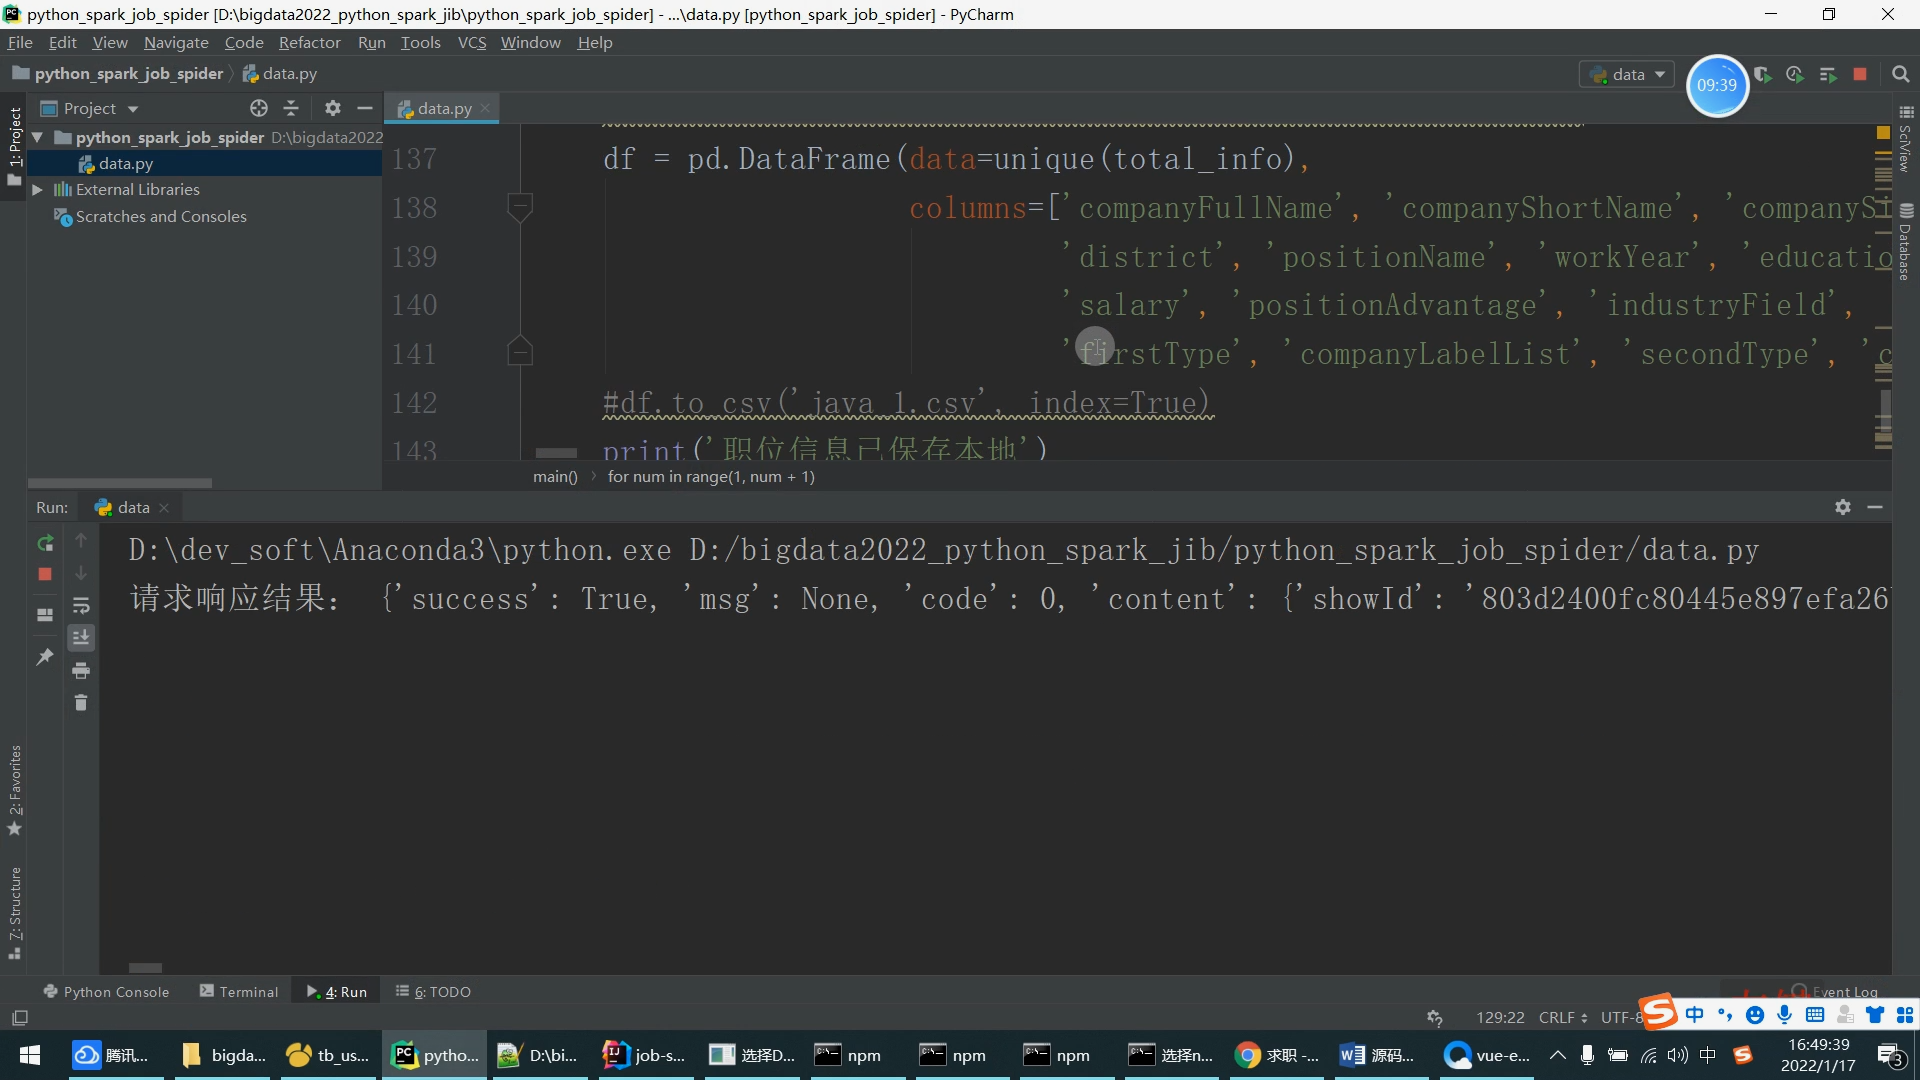 python_spark_job_spider [D:\bigdata2022_python_spark_jib\python_spark_job_spider] - ...\data.py [python_spark_job_spider] - PyCharm
File Edit View Navigate Code Refactor Run Tools VCS Window Help
python_spark_job_spider data.py data 09:39
Project data.py
1: Project
python_spark_job_spider D:\bigdata2022
data.py
External Libraries
Scratches and Consoles
137 df = pd.DataFrame(data=unique(total_info),
138 columns=['companyFullName', 'companyShortName', 'companySi
139 'district', 'positionName', 'workYear', 'educatio
140 'salary', 'positionAdvantage', 'industryField',
141 'firstType', 'companyLabelList', 'secondType', 'c
142 #df.to_csv('java_1.csv', index=True)
143 print('职位信息已保存本地')
main() for num in range(1, num + 1)
SciView
Database
Run: data
D:\dev_soft\Anaconda3\python.exe D:/bigdata2022_python_spark_jib/python_spark_job_spider/data.py
请求响应结果： {'success': True, 'msg': None, 'code': 0, 'content': {'showId': '803d2400fc80445e897efa26
2: Favorites
7: Structure
Python Console Terminal 4: Run 6: TODO Event Log
129:22 CRLF UTF-8 中
腾讯... bigda... tb_us... pytho... D:\bi... job-s... 选择D... npm npm npm 选择n... 求职 -... 源码... vue-e... 中 16:49:39
2022/1/17 3